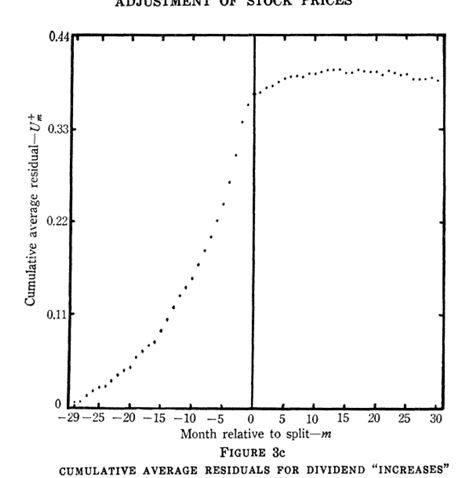 ADJUSTMENT OF STOCK PRICES
0.44
0.33
0.22
0.11
0
Cumulative average residual—U⁺ₘ
−29 −25 −20 −15 −10 −5 0 5 10 15 20 25 30
Month relative to split—m
FIGURE 3c
CUMULATIVE AVERAGE RESIDUALS FOR DIVIDEND "INCREASES"